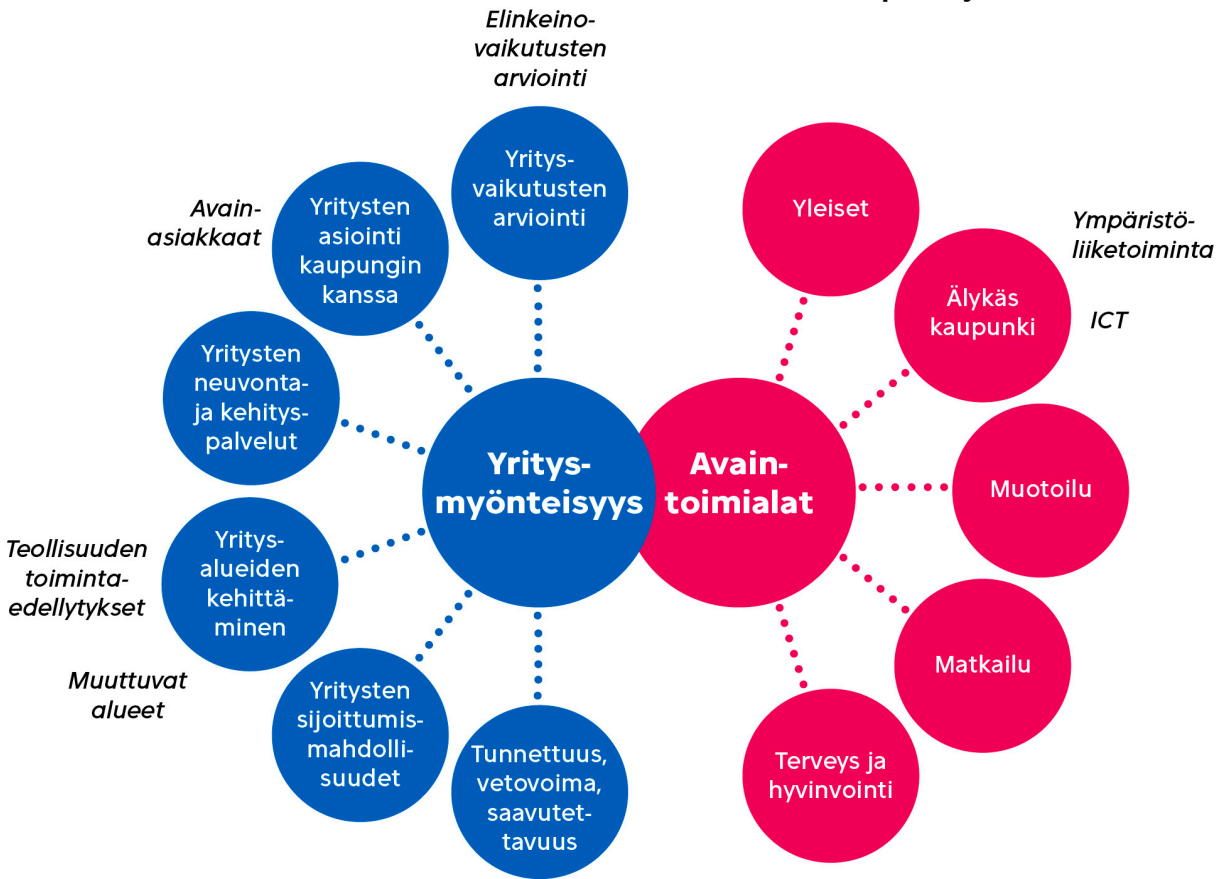 Elinkeino-
vaikutusten
arviointi
Yritys-
vaikutusten
arviointi
Avain-
asiakkaat
Yritysten
asiointi
kaupungin
kanssa
Yritysten
neuvonta-
ja kehitys-
palvelut
Teollisuuden
toiminta-
edellytykset
Yritys-
alueiden
kehittä-
minen
Muuttuvat
alueet
Yritysten
sijoittumis-
mahdolli-
suudet
Tunnettuus,
vetovoima,
saavutet-
tavuus
Yritys-
myönteisyys
Avain-
toimialat
Yleiset
Älykäs
kaupunki
Ympäristö-
liiketoiminta
ICT
Muotoilu
Matkailu
Terveys ja
hyvinvointi